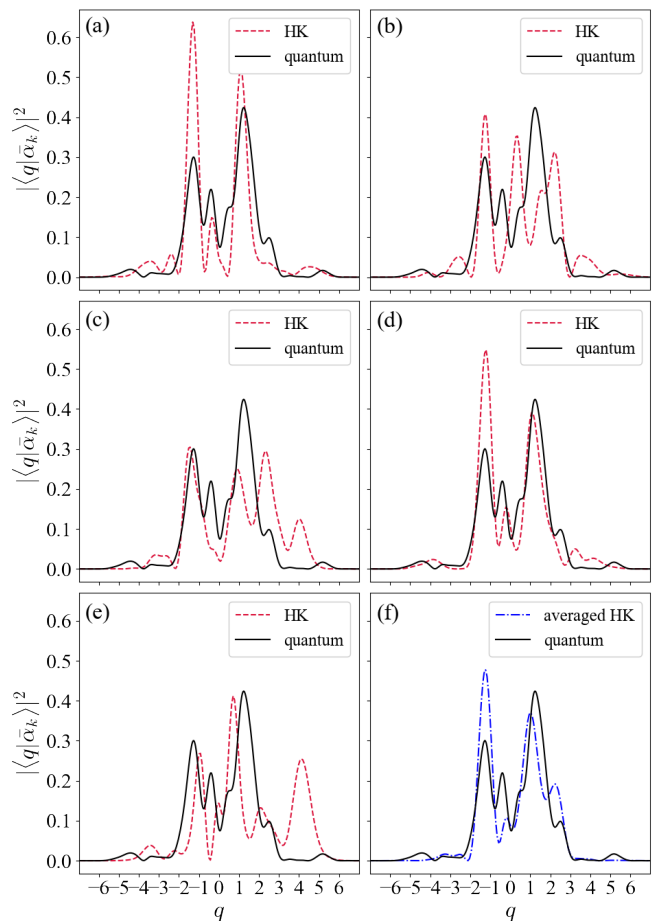 (a)
HK
quantum
(b)
HK
quantum
|⟨q|ᾱ_k⟩|²
0.6
0.5
0.4
0.3
0.2
0.1
0.0
(c)
HK
quantum
(d)
HK
quantum
|⟨q|ᾱ_k⟩|²
0.6
0.5
0.4
0.3
0.2
0.1
0.0
(e)
HK
quantum
(f)
averaged HK
quantum
|⟨q|ᾱ_k⟩|²
0.6
0.5
0.4
0.3
0.2
0.1
0.0
−6 −5 −4 −3 −2 −1 0 1 2 3 4 5 6
−6 −5 −4 −3 −2 −1 0 1 2 3 4 5 6
q
q